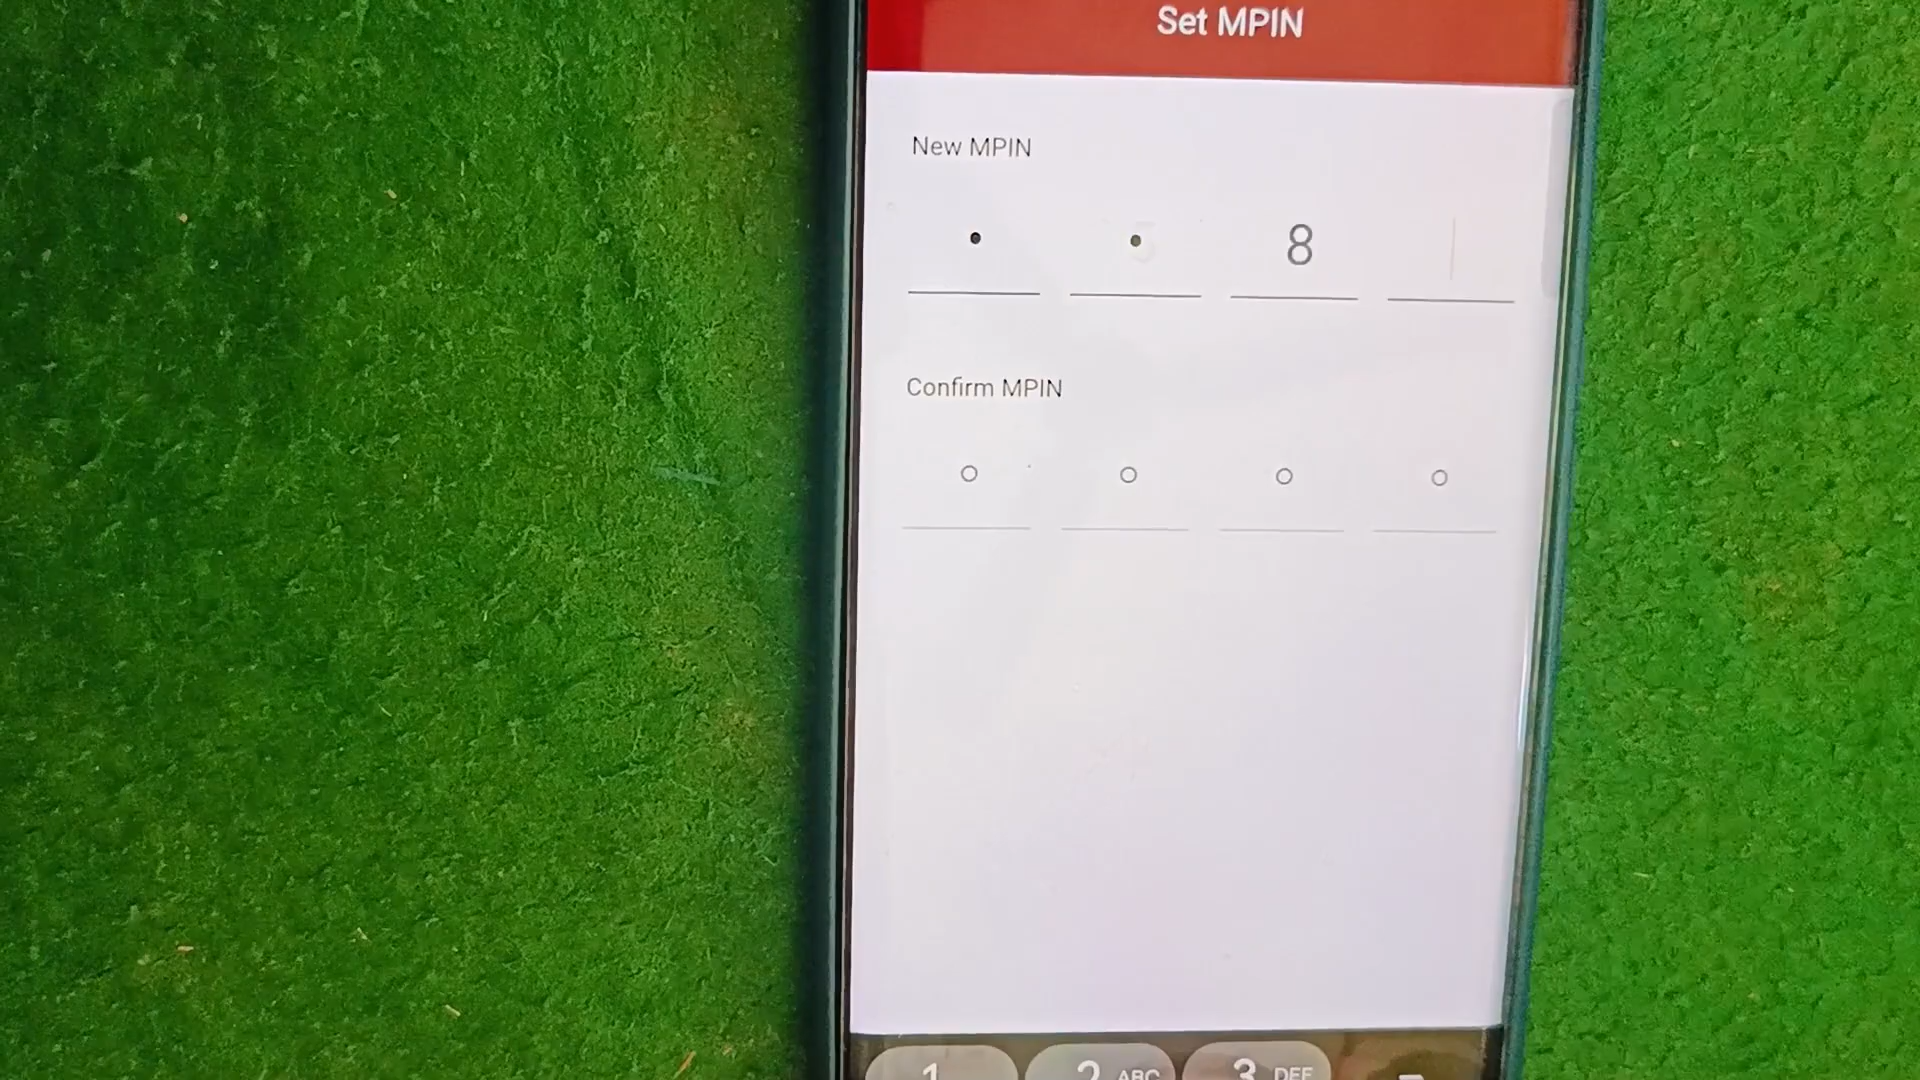 Set MPIN
New MPIN
• • 8
Confirm MPIN
1 2 ABC 3 DEF